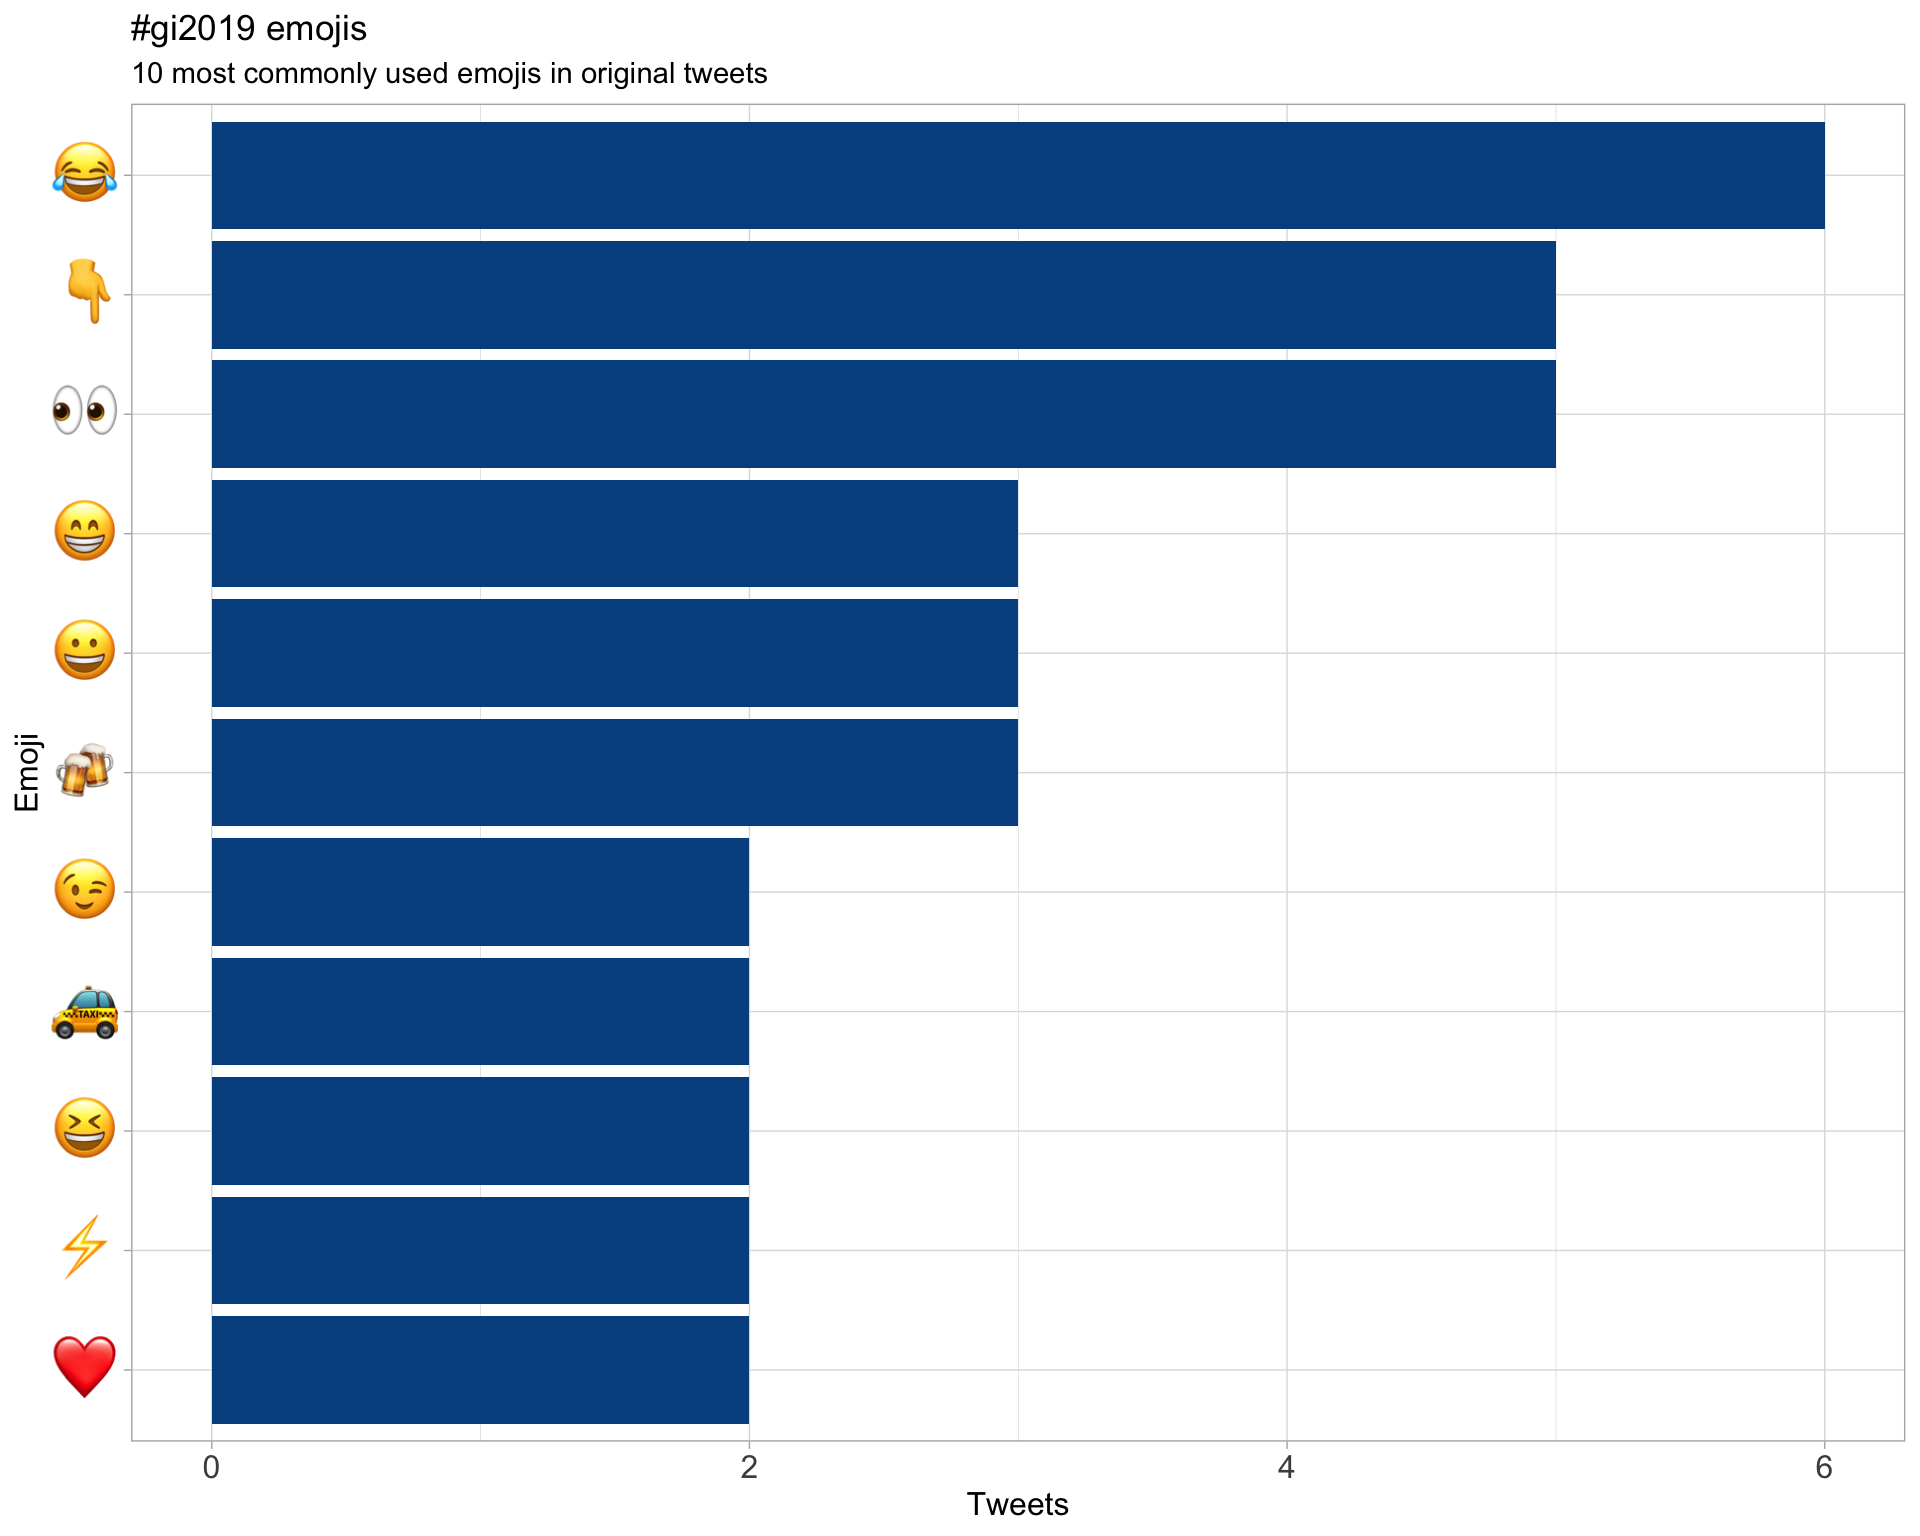 #gi2019 emojis
10 most commonly used emojis in original tweets
😂
👇
👀
😁
😀
🍻
😉
🚕
😆
⚡
❤️
Emoji
0 2 4 6
Tweets